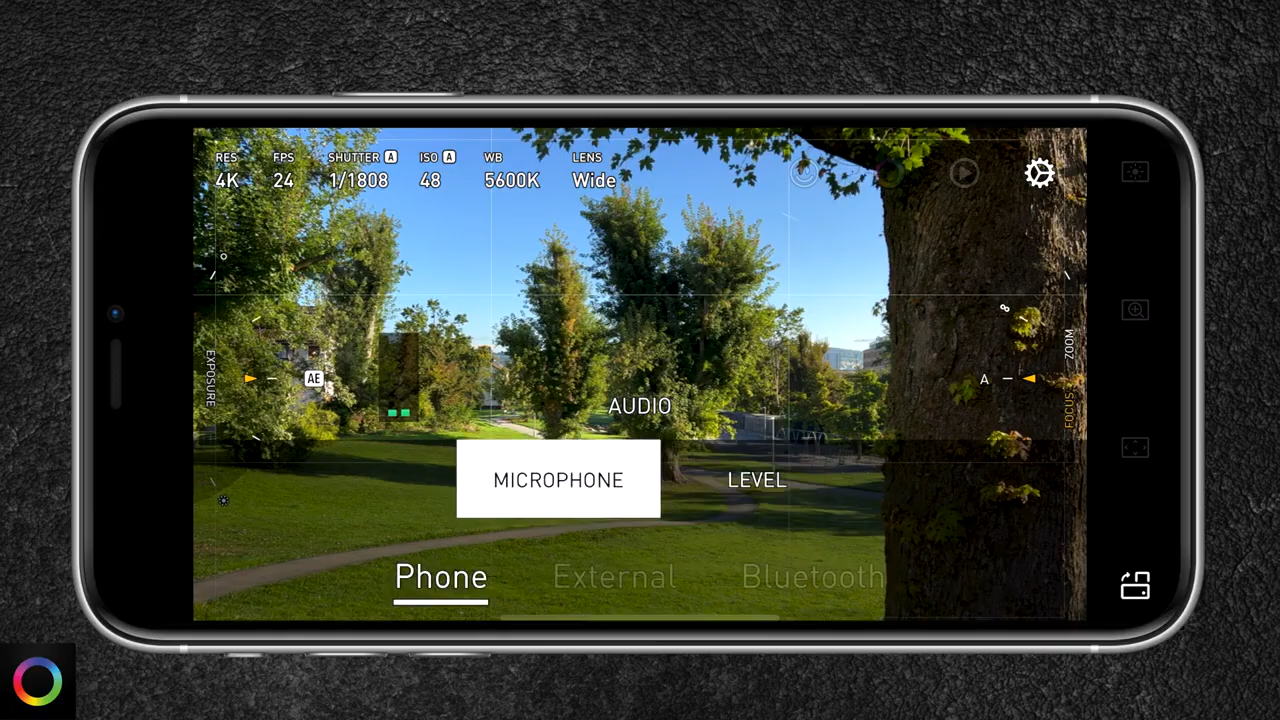 RES FPS SHUTTER A ISO A WB LENS
4K 24 1/1808 48 5600K Wide
EXPOSURE
AE
A
ZOOM
FOCUS
AUDIO
MICROPHONE LEVEL
Phone External Bluetooth